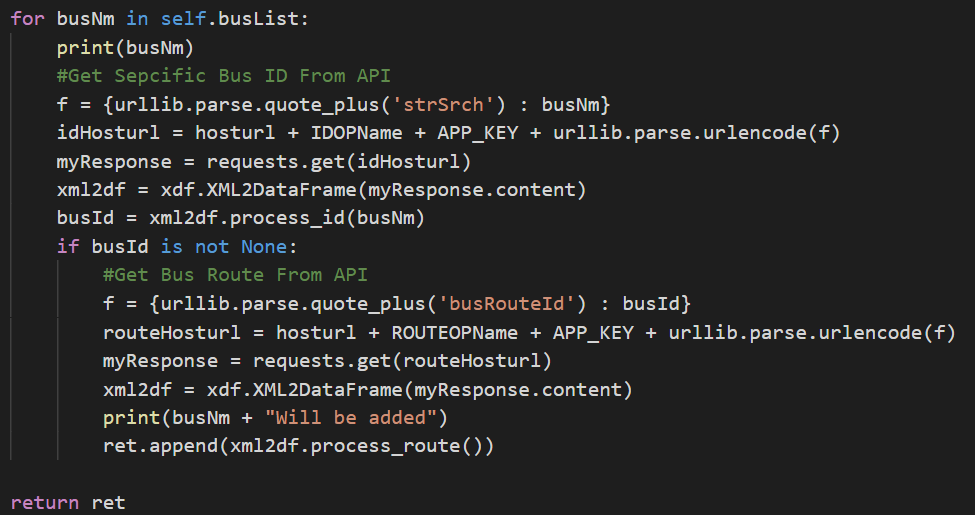 for busNm in self.busList:
    print(busNm)
    #Get Sepcific Bus ID From API
    f = {urllib.parse.quote_plus('strSrch') : busNm}
    idHosturl = hosturl + IDOPName + APP_KEY + urllib.parse.urlencode(f)
    myResponse = requests.get(idHosturl)
    xml2df = xdf.XML2DataFrame(myResponse.content)
    busId = xml2df.process_id(busNm)
    if busId is not None:
        #Get Bus Route From API
        f = {urllib.parse.quote_plus('busRouteId') : busId}
        routeHosturl = hosturl + ROUTEOPName + APP_KEY + urllib.parse.urlencode(f)
        myResponse = requests.get(routeHosturl)
        xml2df = xdf.XML2DataFrame(myResponse.content)
        print(busNm + "Will be added")
        ret.append(xml2df.process_route())

return ret